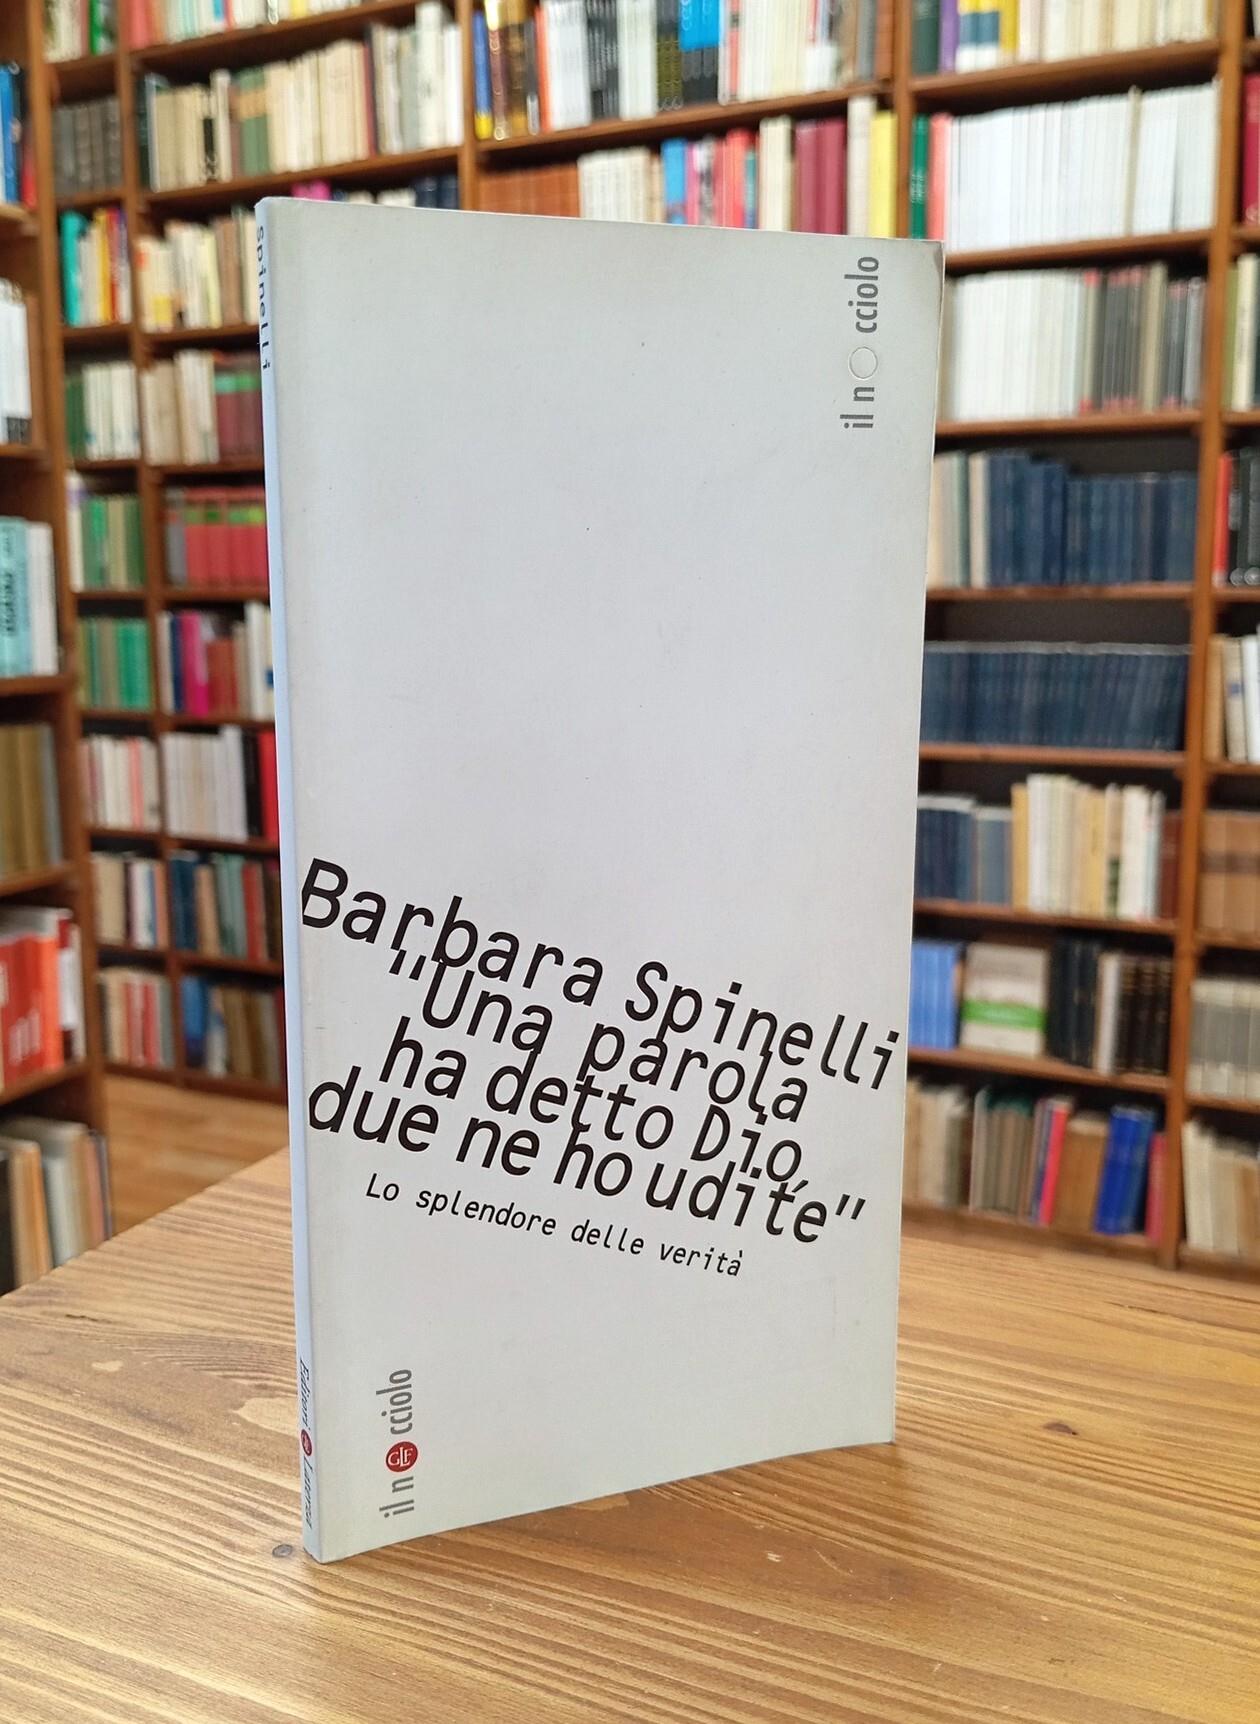 spinelli
il n cciolo
Barbara Spinelli
"Una parola
ha detto Dio,
due ne ho udite"
Lo splendore delle verità
il n GLF cciolo
Editori Laterza